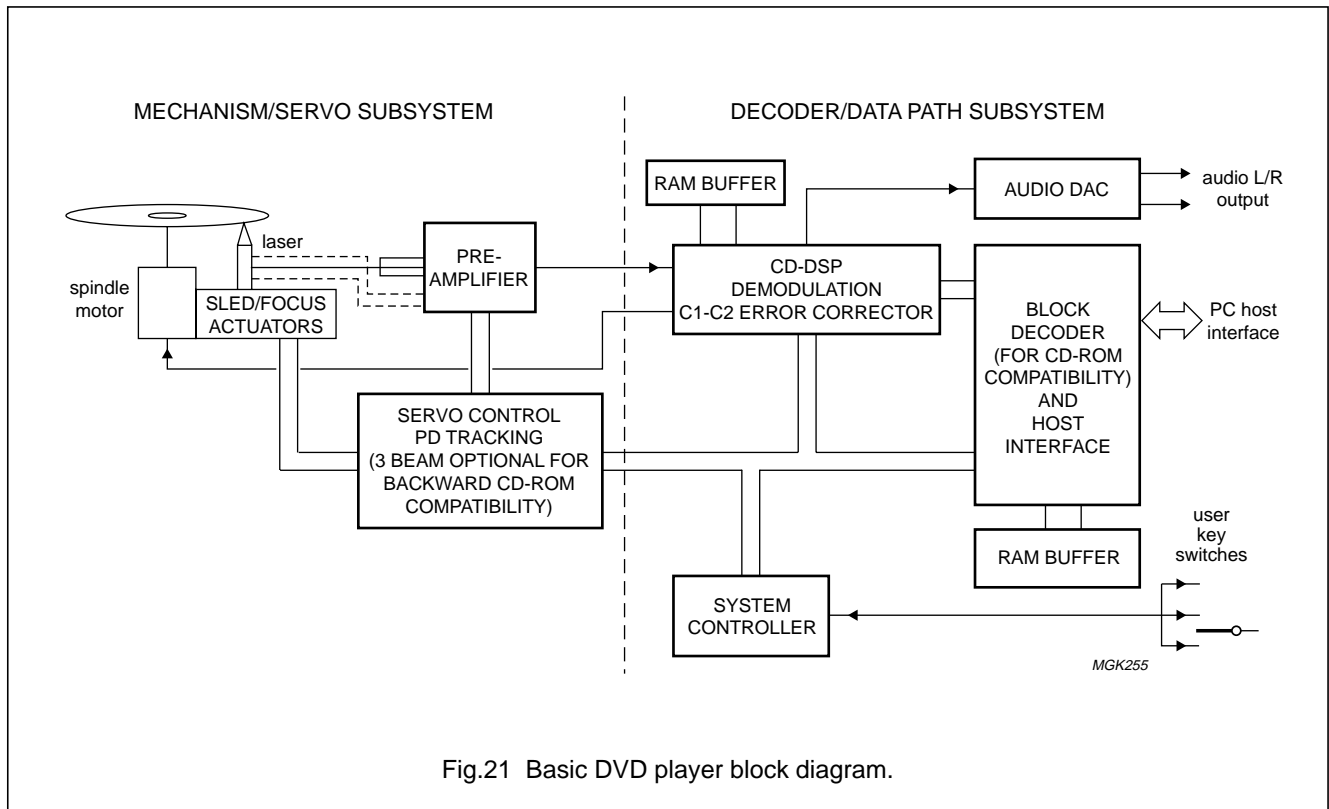 MECHANISM/SERVO SUBSYSTEM
DECODER/DATA PATH SUBSYSTEM
RAM BUFFER
AUDIO DAC
audio L/R
output
laser
PRE-
AMPLIFIER
CD-DSP
DEMODULATION
C1-C2 ERROR CORRECTOR
spindle
motor
SLED/FOCUS
ACTUATORS
BLOCK
DECODER
(FOR CD-ROM
COMPATIBILITY)
AND
HOST
INTERFACE
PC host
interface
SERVO CONTROL
PD TRACKING
(3 BEAM OPTIONAL FOR
BACKWARD CD-ROM
COMPATIBILITY)
RAM BUFFER
user
key
switches
SYSTEM
CONTROLLER
MGK255
Fig.21 Basic DVD player block diagram.